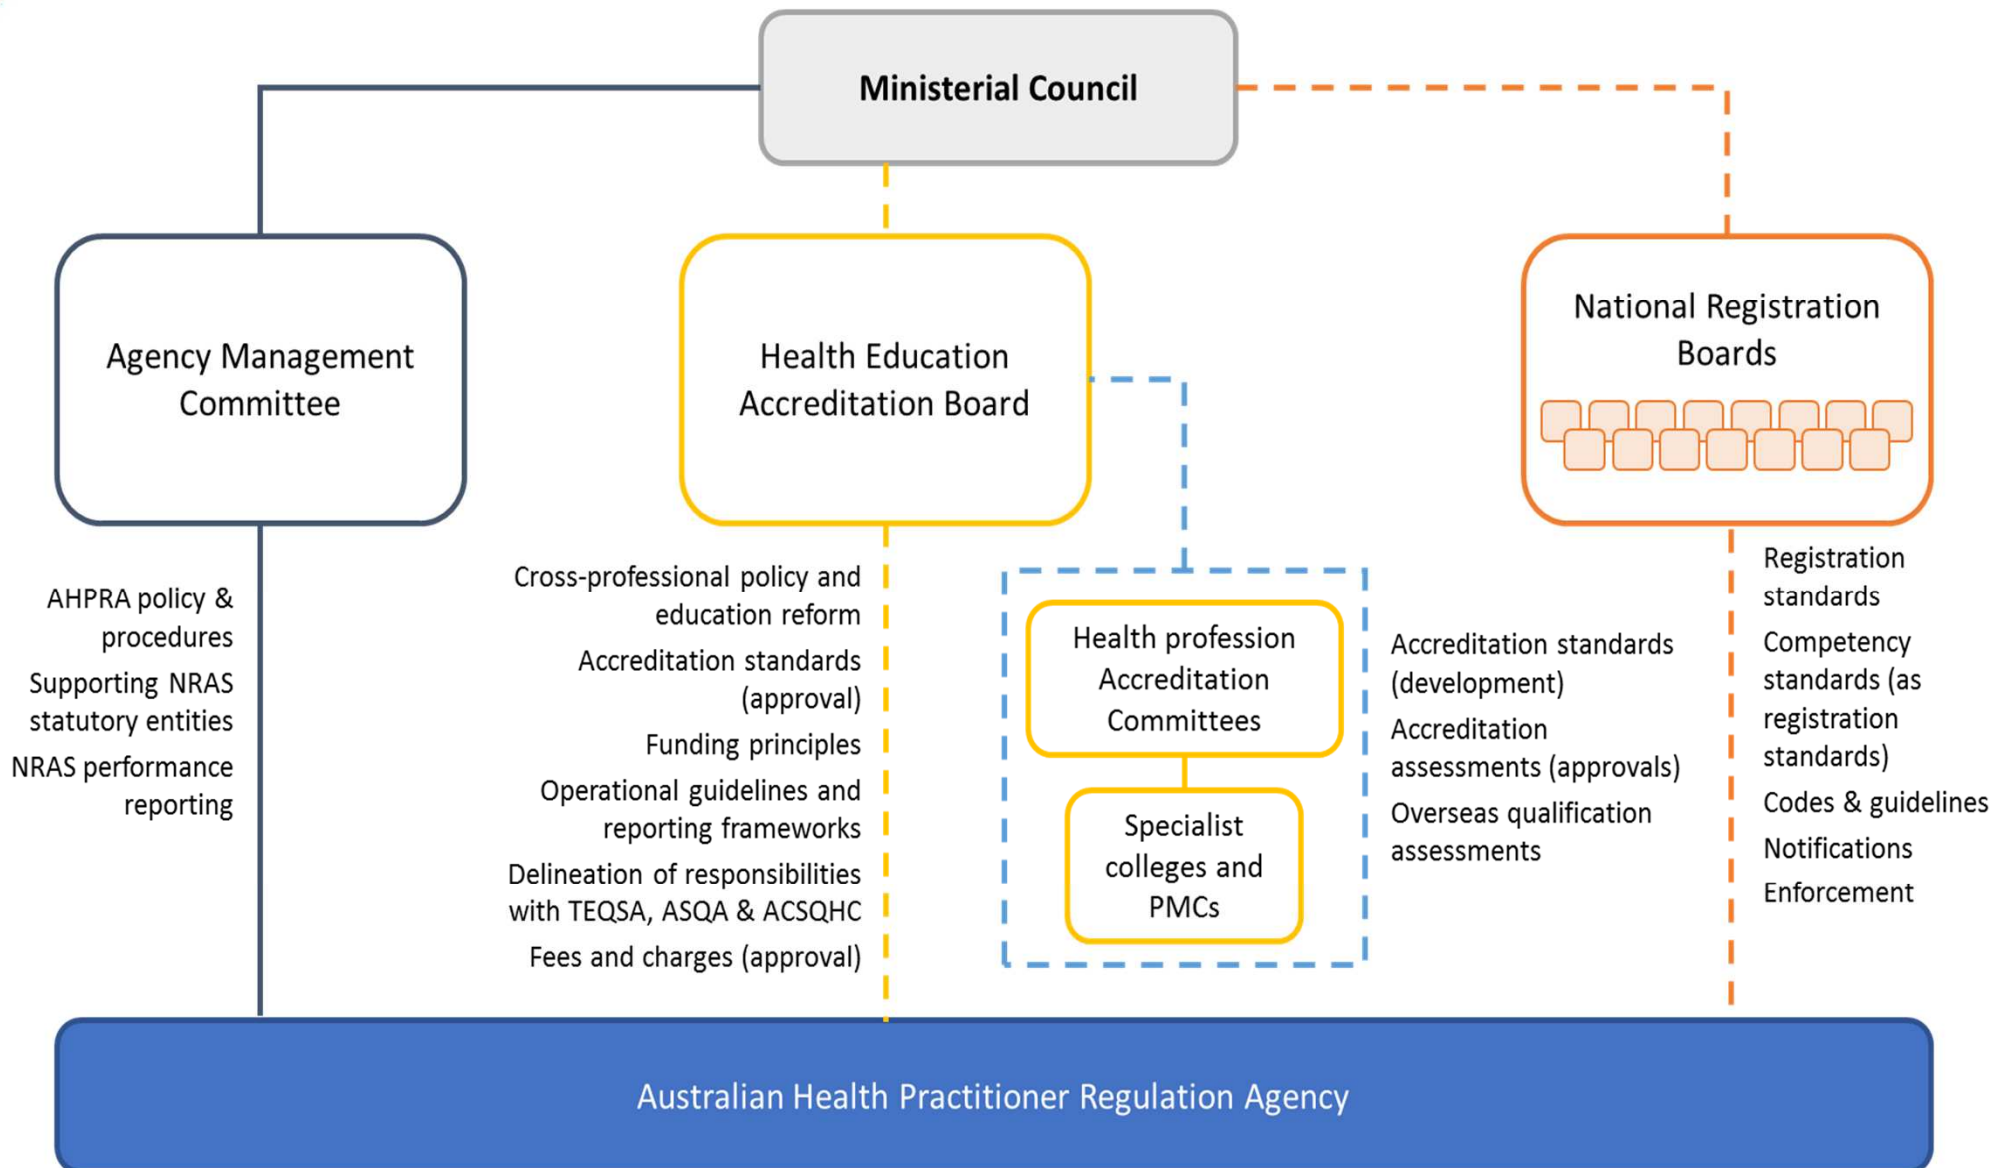 Ministerial Council
Agency Management
Committee
Health Education
Accreditation Board
National Registration
Boards
AHPRA policy &
procedures
Supporting NRAS
statutory entities
NRAS performance
reporting
Cross-professional policy and
education reform
Accreditation standards
(approval)
Funding principles
Operational guidelines and
reporting frameworks
Delineation of responsibilities
with TEQSA, ASQA & ACSQHC
Fees and charges (approval)
Health profession
Accreditation
Committees
Specialist
colleges and
PMCs
Accreditation standards
(development)
Accreditation
assessments (approvals)
Overseas qualification
assessments
Registration
standards
Competency
standards (as
registration
standards)
Codes & guidelines
Notifications
Enforcement
Australian Health Practitioner Regulation Agency